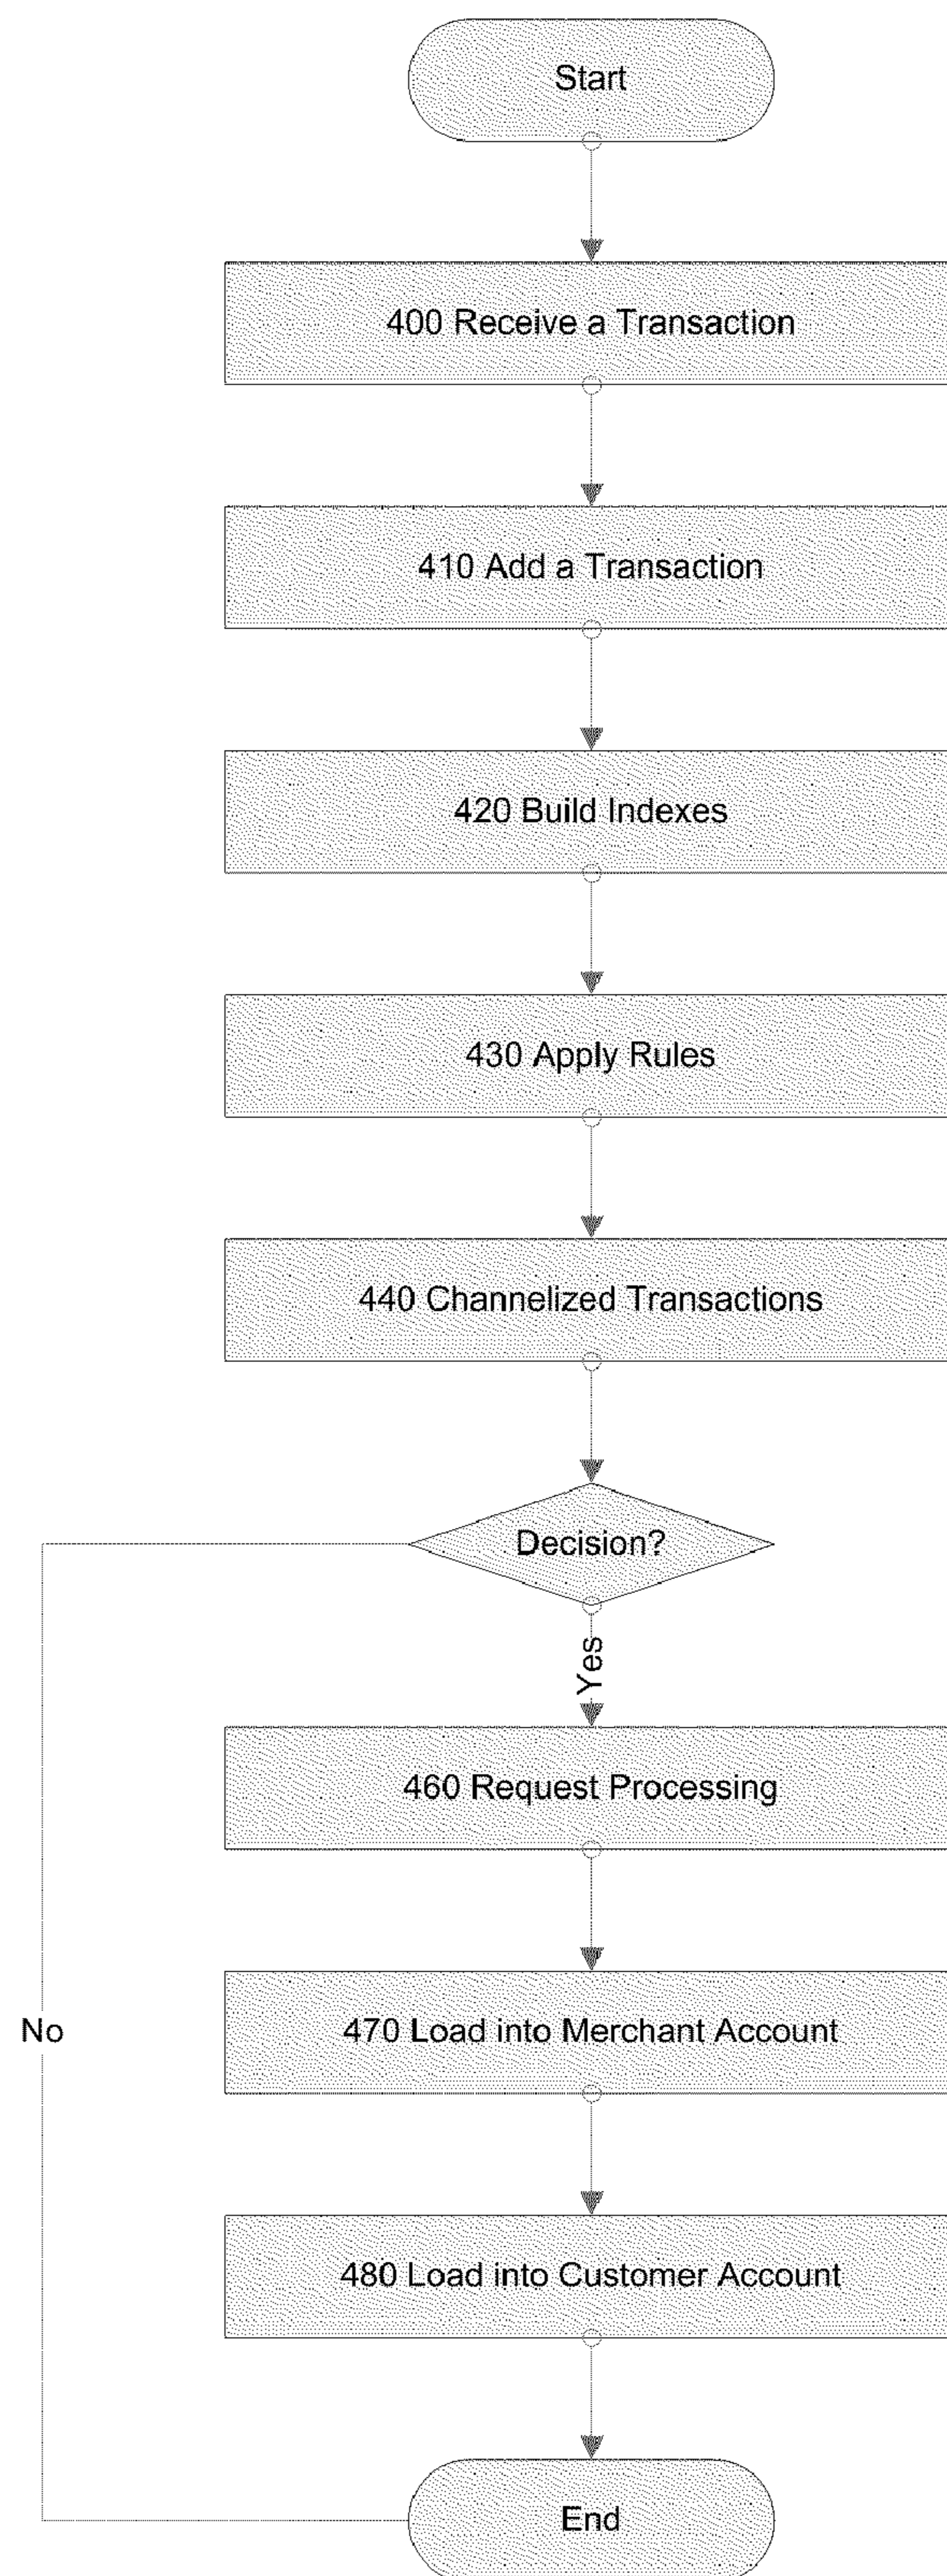 Start
400 Receive a Transaction
410 Add a Transaction
420 Build Indexes
430 Apply Rules
440 Channelized Transactions
Decision?
Yes
460 Request Processing
No
470 Load into Merchant Account
480 Load into Customer Account
End